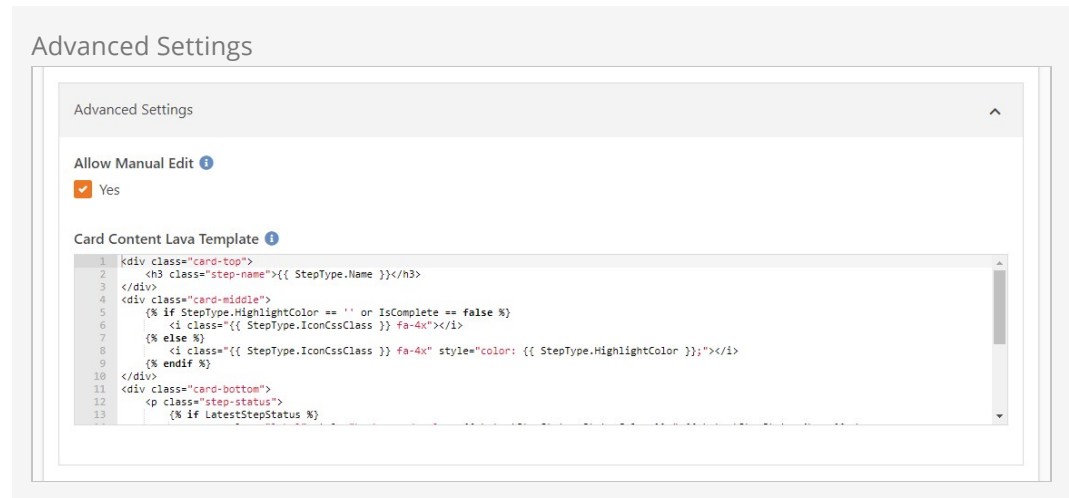 Advanced Settings
Advanced Settings
Allow Manual Edit
Yes
Card Content Lava Template
1 <div class="card-top">
2 <h3 class="step-name">{{ StepType.Name }}</h3>
3 </div>
4 <div class="card-middle">
5 {% if StepType.HighlightColor == '' or IsComplete == false %}
6 <i class="{{ StepType.IconCssClass }} fa-4x"></i>
7 {% else %}
8 <i class="{{ StepType.IconCssClass }} fa-4x" style="color: {{ StepType.HighlightColor }};"></i>
9 {% endif %}
10 </div>
11 <div class="card-bottom">
12 <p class="step-status">
13 {% if LatestStepStatus %}